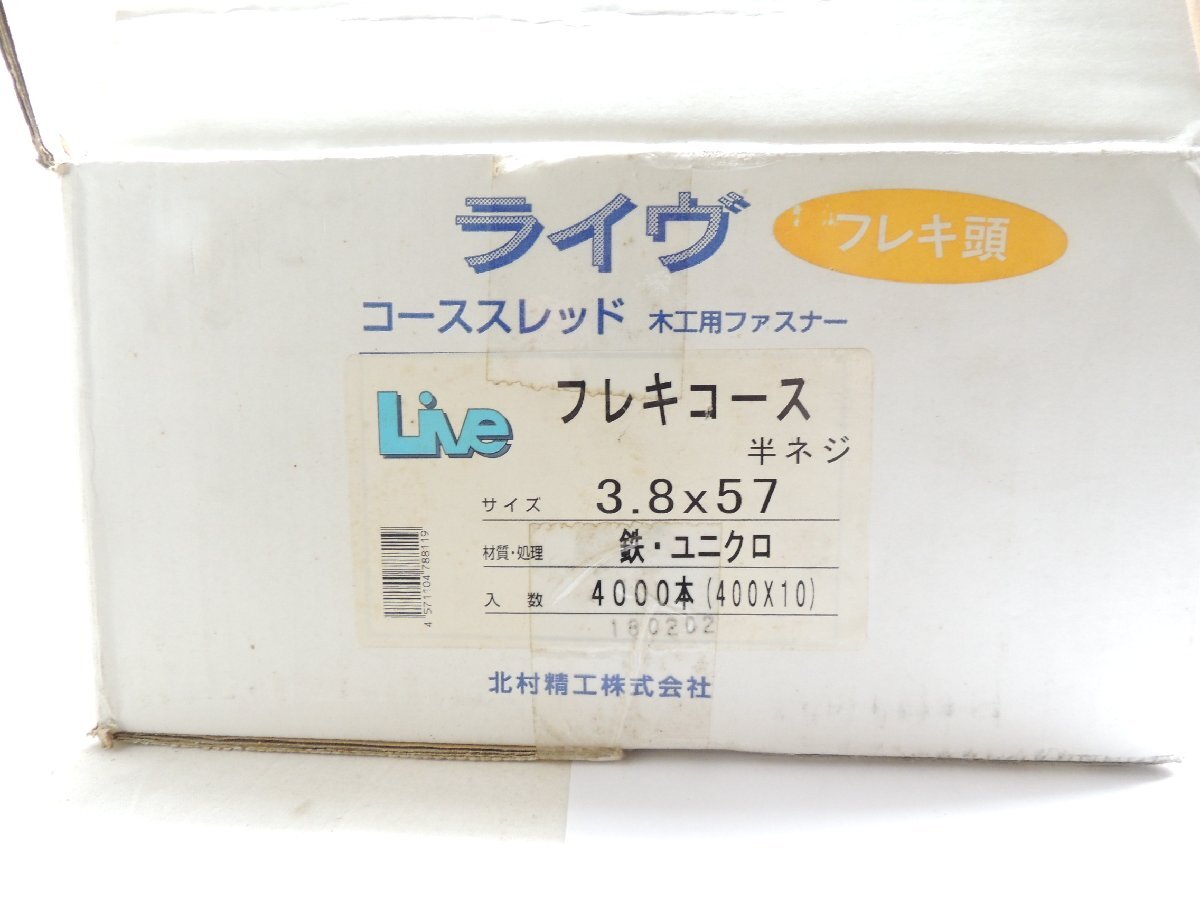 ライヴ
フレキ頭
コーススレッド 木工用ファスナー
Live フレキコース
半ネジ
サイズ 3.8x57
材質・処理 鉄・ユニクロ
入数 4000本(400X10)
180202
4 571104 788119
北村精工株式会社